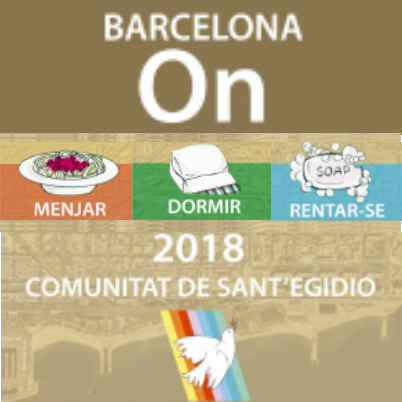 BARCELONA
On
SOAP
MENJAR DORMIR RENTAR-SE
2018
COMUNITAT DE SANT'EGIDIO